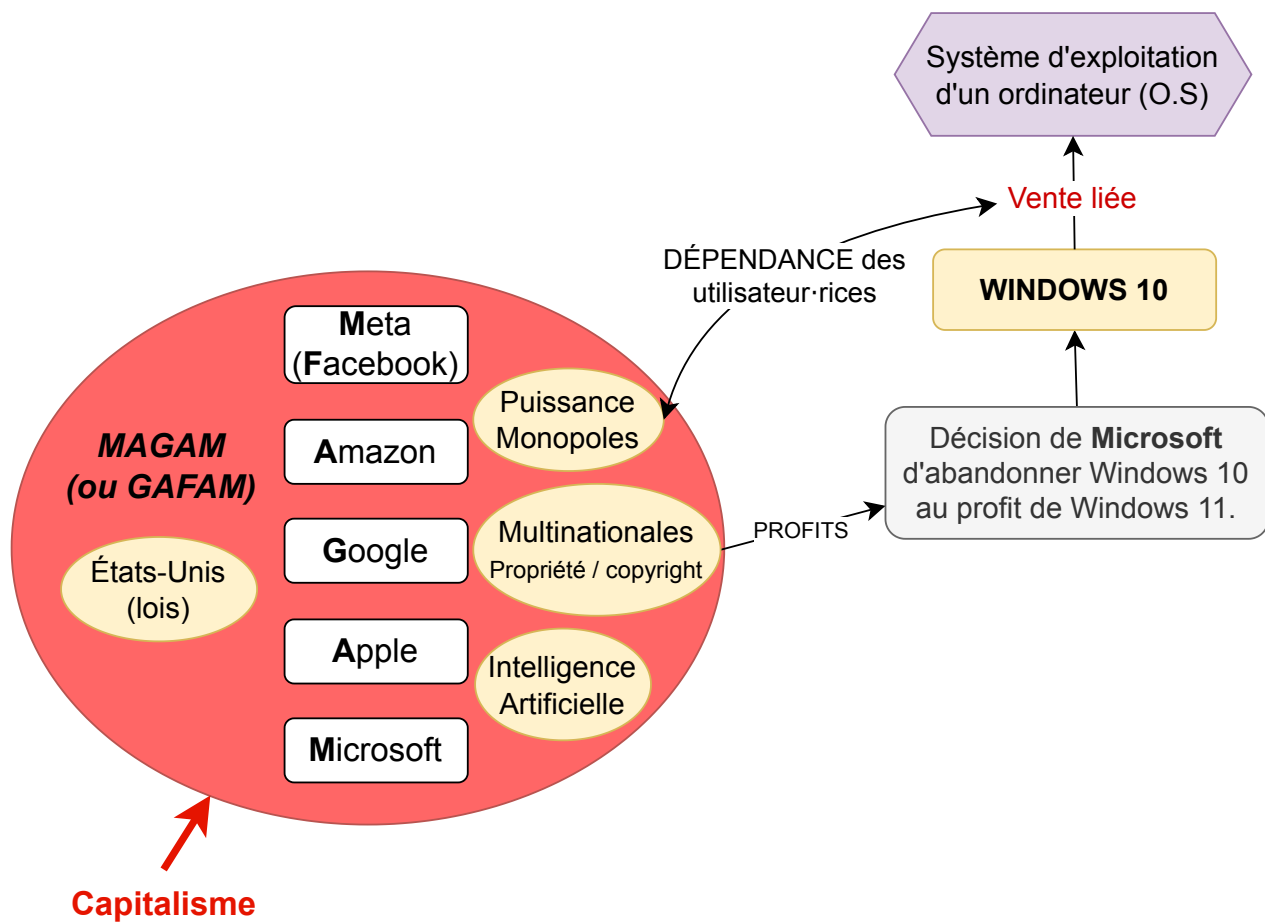 Système d'exploitation
d'un ordinateur (O.S)
Vente liée
WINDOWS 10
DÉPENDANCE des
utilisateur·rices
Décision de Microsoft
d'abandonner Windows 10
au profit de Windows 11.
PROFITS
MAGAM
(ou GAFAM)
États-Unis
(lois)
Meta
(Facebook)
Amazon
Google
Apple
Microsoft
Puissance
Monopoles
Multinationales
Propriété / copyright
Intelligence
Artificielle
Capitalisme